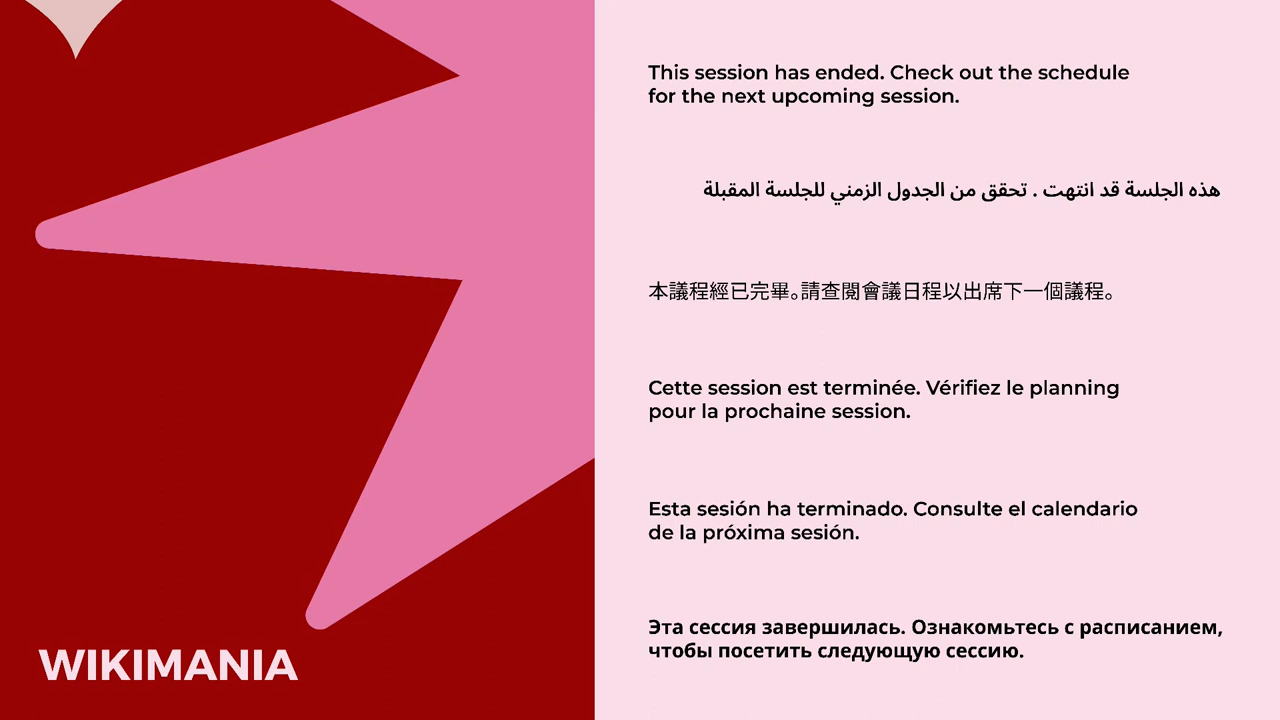 This session has ended. Check out the schedule
for the next upcoming session.
هذه الجلسة قد انتهت . تحقق من الجدول الزمني للجلسة المقبلة
本議程經已完畢。請查閱會議日程以出席下一個議程。
Cette session est terminée. Vérifiez le planning
pour la prochaine session.
Esta sesión ha terminado. Consulte el calendario
de la próxima sesión.
Эта сессия завершилась. Ознакомьтесь с расписанием,
чтобы посетить следующую сессию.
WIKIMANIA